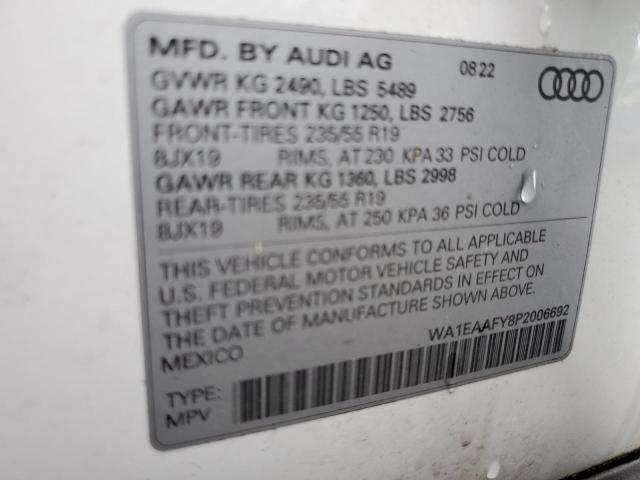 MFD. BY AUDI AG 08 22
GVWR KG 2490, LBS 5489
GAWR FRONT KG 1250, LBS 2756
FRONT-TIRES 235/55 R19
8JX19 RIMS, AT 230 KPA 33 PSI COLD
GAWR REAR KG 1360, LBS 2998
REAR-TIRES 235/55 R19
8JX19 RIMS, AT 250 KPA 36 PSI COLD
THIS VEHICLE CONFORMS TO ALL APPLICABLE
U.S. FEDERAL MOTOR VEHICLE SAFETY AND
THEFT PREVENTION STANDARDS IN EFFECT ON
THE DATE OF MANUFACTURE SHOWN ABOVE.
MEXICO WA1EAAFY8P2006692
TYPE:
MPV